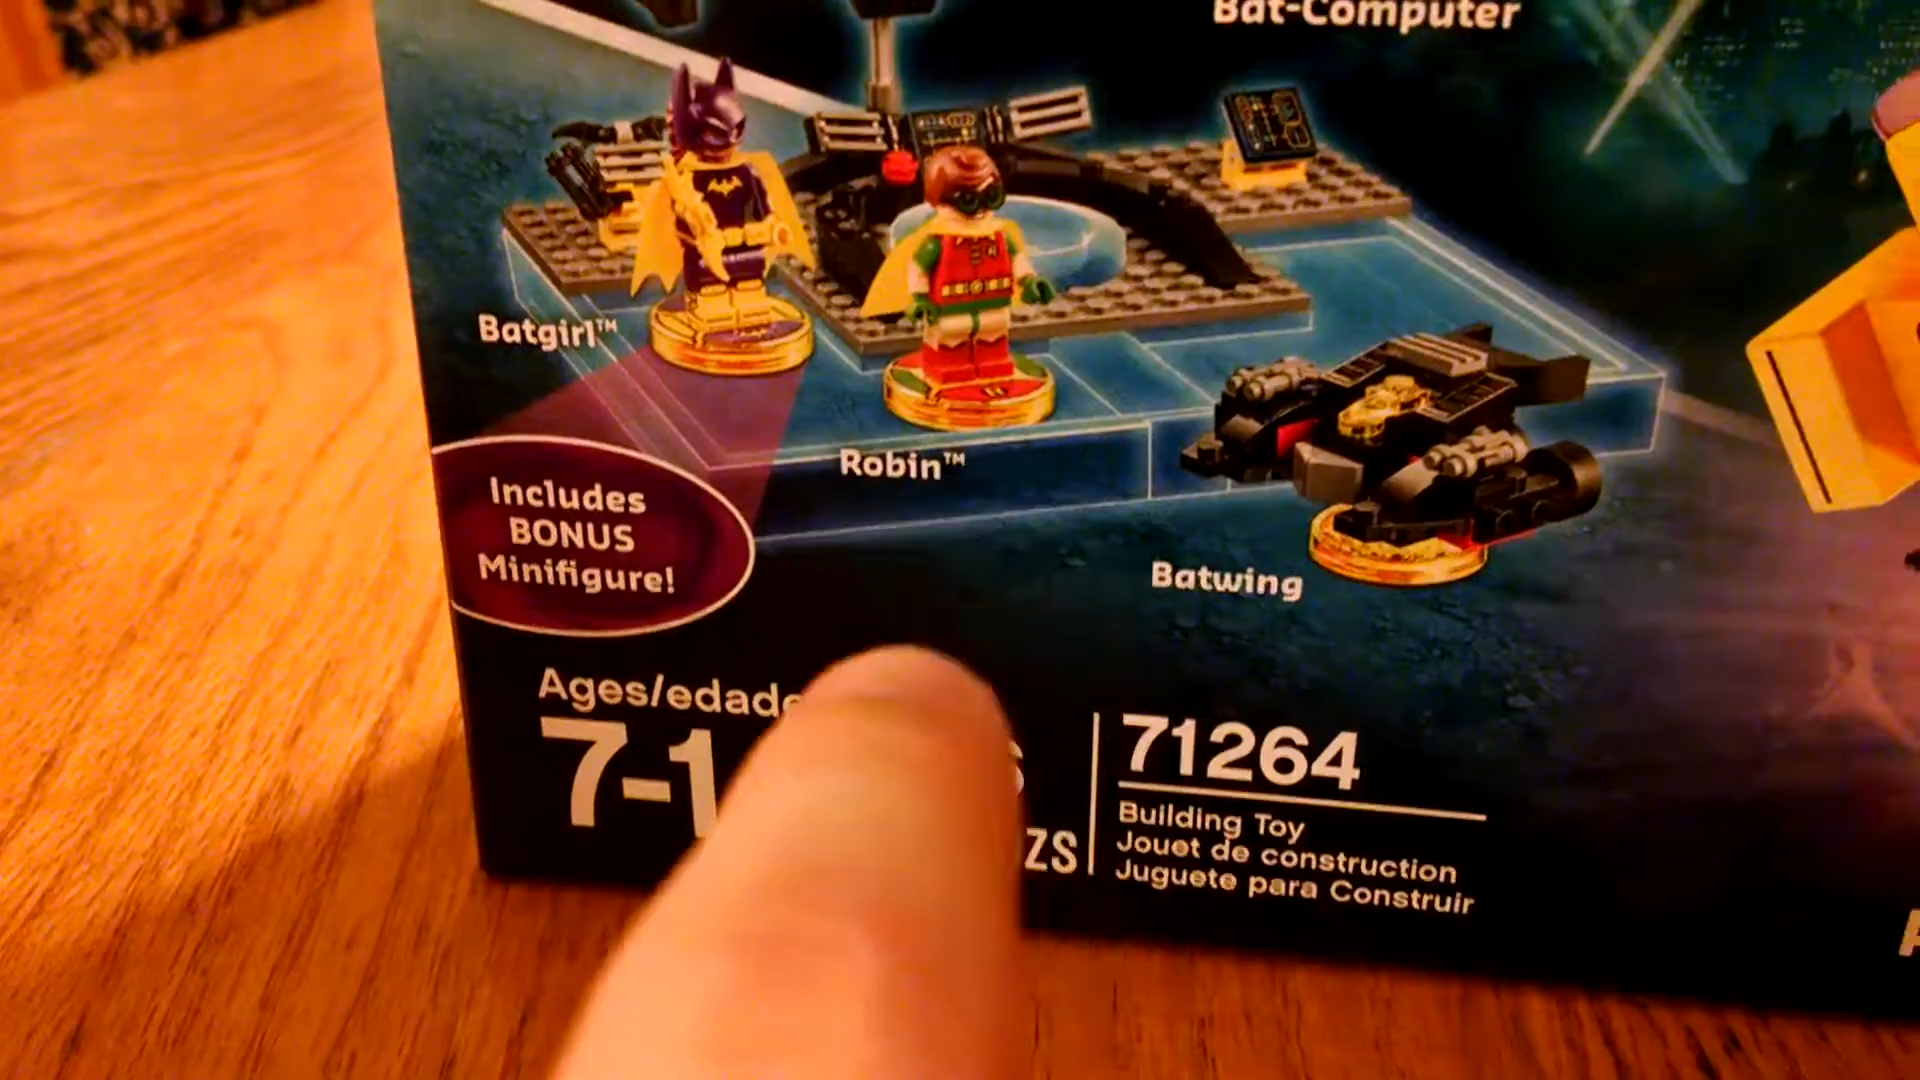 Bat-Computer
Batgirl™
Robin™
Includes
BONUS
Minifigure!
Batwing
Ages/edade
7-1
71264
ZS
Building Toy
Jouet de construction
Juguete para Construir